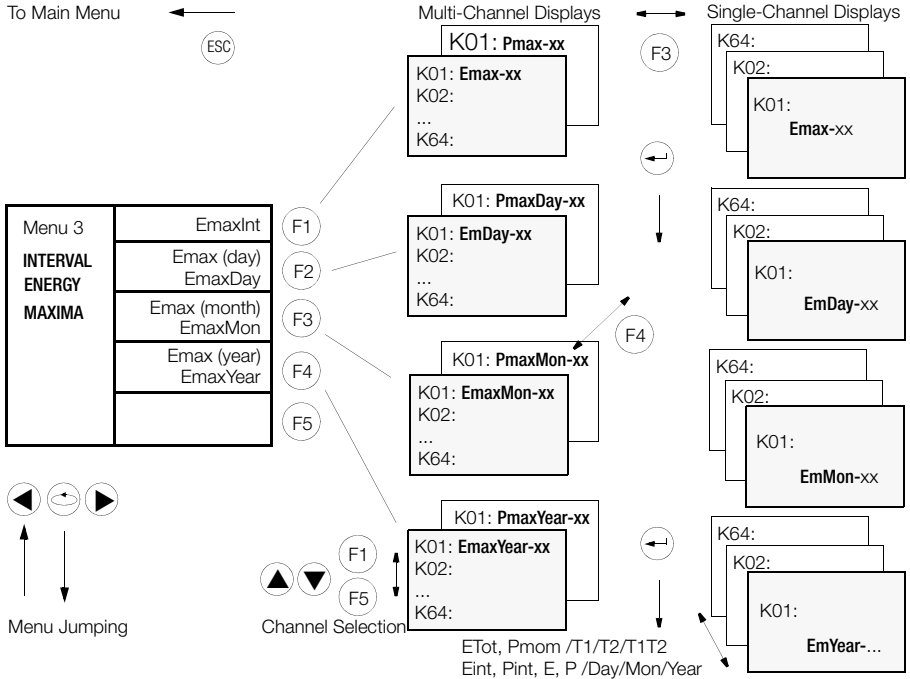 To Main Menu
ESC
Multi-Channel Displays
Single-Channel Displays
F3
K01: Pmax-xx
K01: Emax-xx
K02:
...
K64:
K64:
K02:
K01:
Emax-xx
Menu 3
INTERVAL
ENERGY
MAXIMA
EmaxInt
F1
Emax (day)
EmaxDay
F2
Emax (month)
EmaxMon
F3
Emax (year)
EmaxYear
F4
F5
K01: PmaxDay-xx
K01: EmDay-xx
K02:
...
K64:
K64:
K02:
K01:
EmDay-xx
F4
K01: PmaxMon-xx
K01: EmaxMon-xx
K02:
...
K64:
K64:
K02:
K01:
EmMon-xx
K01: PmaxYear-xx
K01: EmaxYear-xx
K02:
...
K64:
K64:
K02:
K01:
EmYear-...
F1
F5
Menu Jumping
Channel Selection
ETot, Pmom /T1/T2/T1T2
Eint, Pint, E, P /Day/Mon/Year